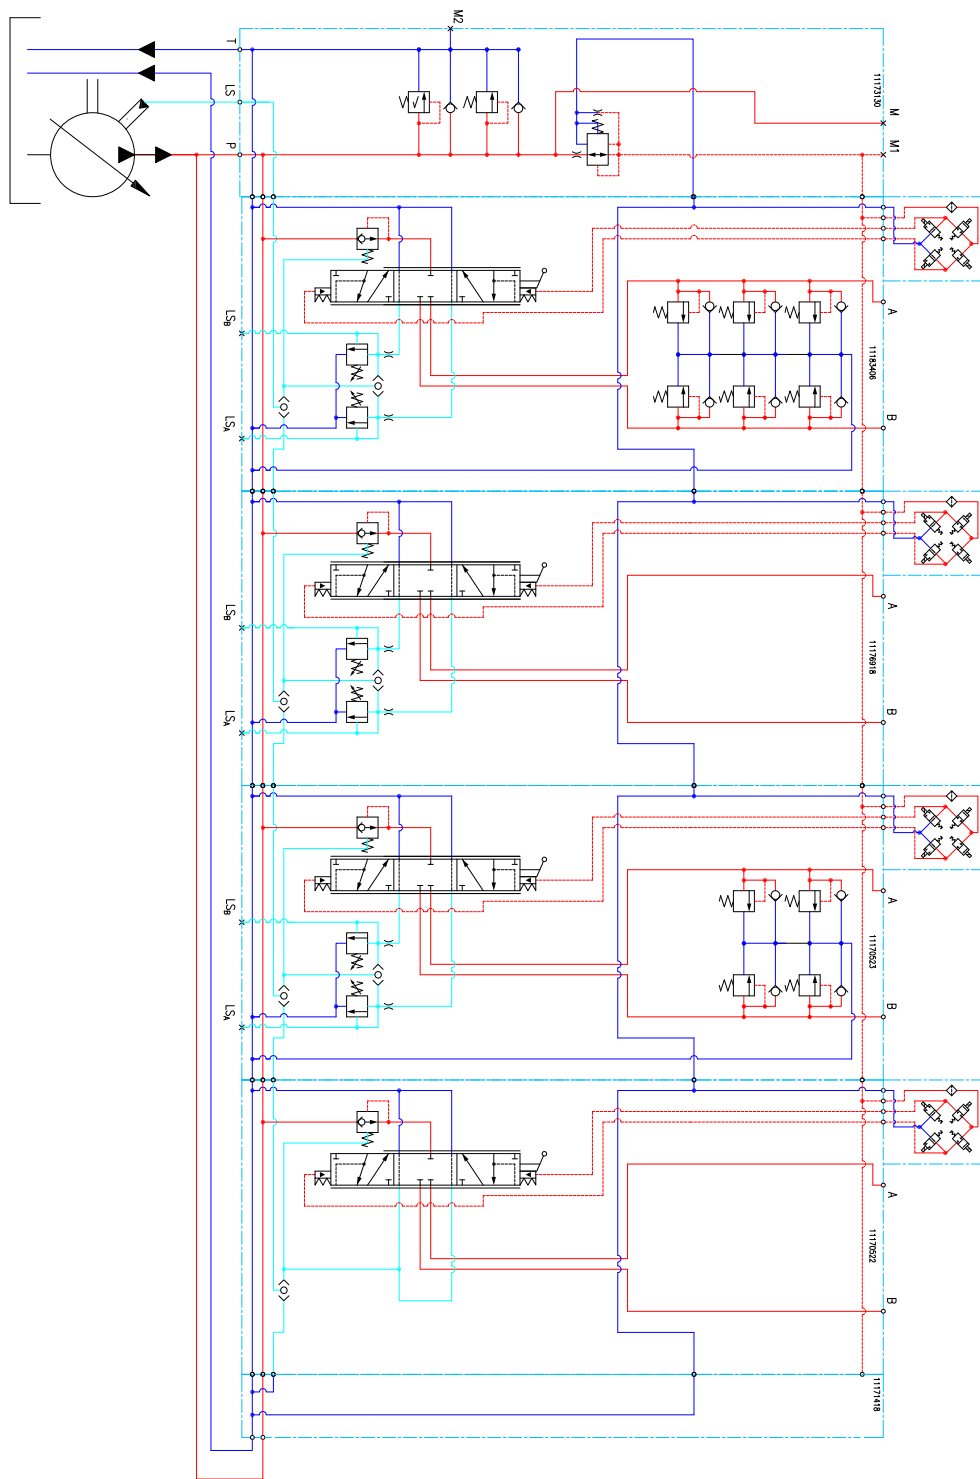 M2
T
LS
P
11173130
M
M1
LSB
LSA
A
11183406
B
LSB
LSA
A
11176918
B
LSB
LSA
A
11170523
B
A
11170522
B
11171418